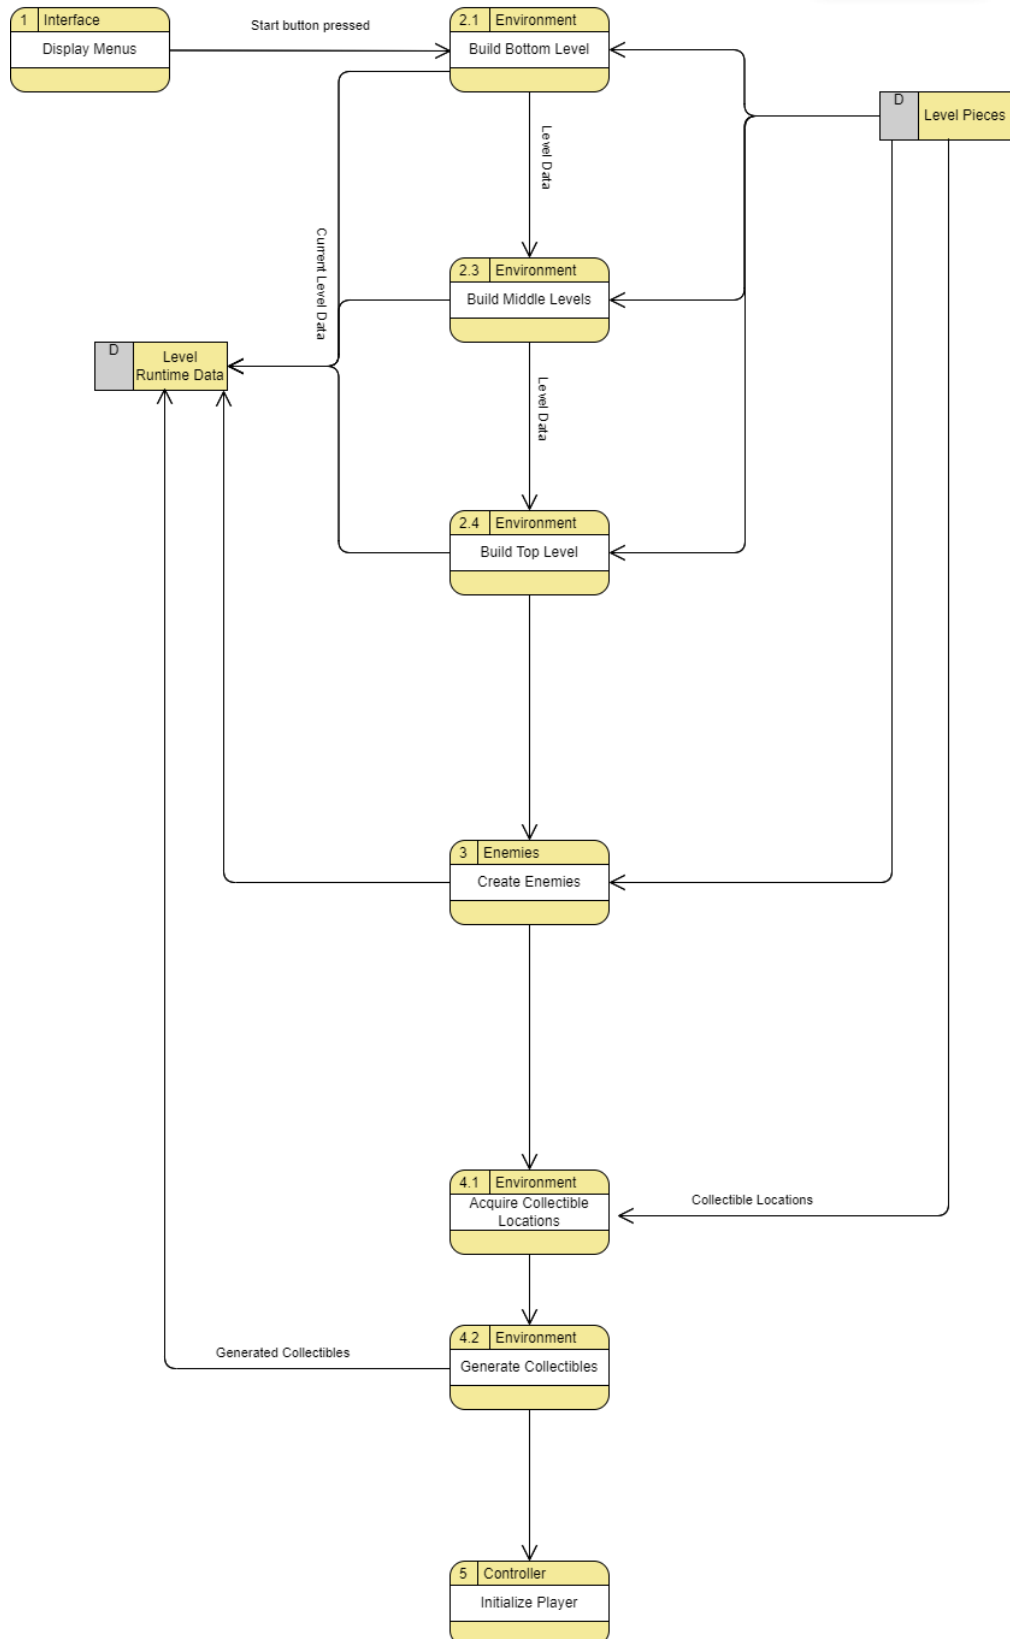 1 Interface
Display Menus
Start button pressed
2.1 Environment
Build Bottom Level
D
Level Pieces
Level Data
Current Level Data
2.3 Environment
Build Middle Levels
D
Level
Runtime Data
Level Data
2.4 Environment
Build Top Level
3 Enemies
Create Enemies
4.1 Environment
Acquire Collectible
Locations
Collectible Locations
4.2 Environment
Generate Collectibles
Generated Collectibles
5 Controller
Initialize Player